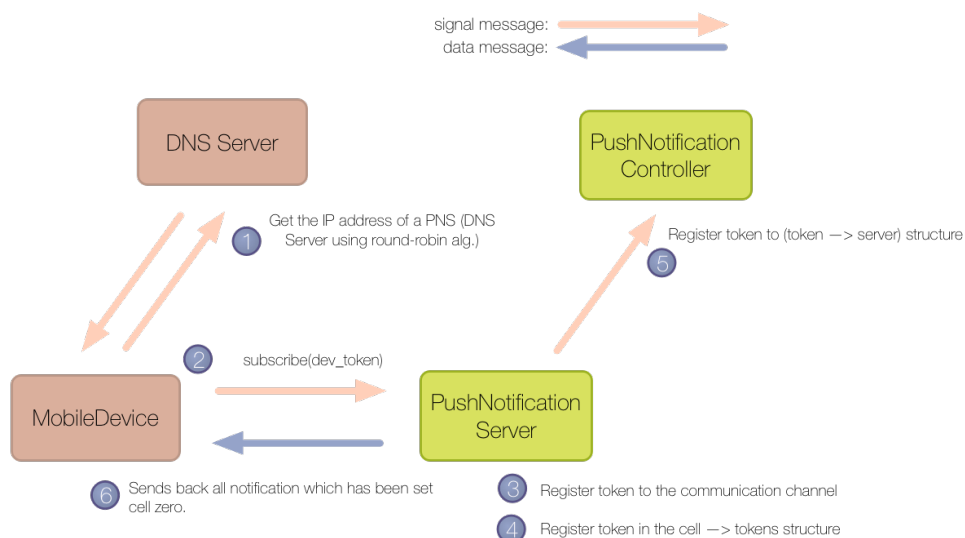 signal message:
data message:
DNS Server
PushNotification
Controller
1
Get the IP address of a PNS (DNS
Server using round-robin alg.)
Register token to (token —> server) structure
5
2
subscribe(dev_token)
MobileDevice
PushNotification
Server
6
Sends back all notification which has been set
cell zero.
3
Register token to the communication channel
4
Register token in the cell —> tokens structure